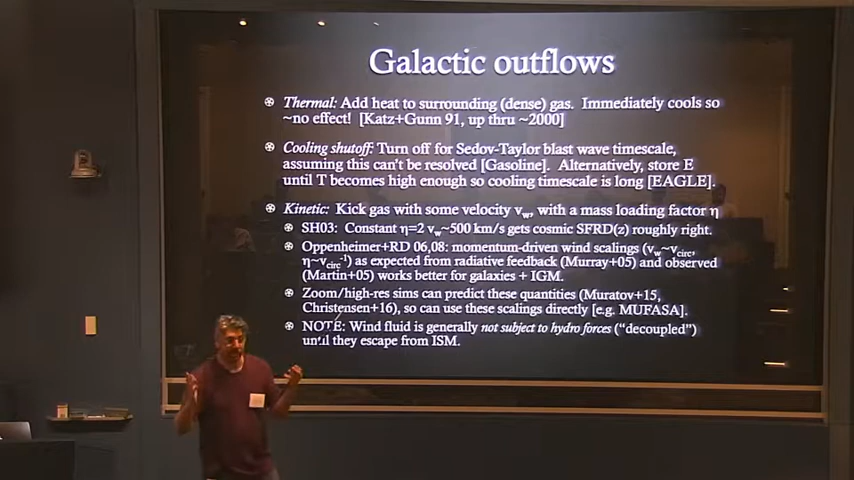 Galactic outflows
Thermal: Add heat to surrounding (dense) gas. Immediately cools so
~no effect! [Katz+Gunn 91, up thru ~2000]
Cooling shutoff: Turn off for Sedov-Taylor blast wave timescale,
assuming this can't be resolved [Gasoline]. Alternatively, store E
until T becomes high enough so cooling timescale is long [EAGLE].
Kinetic: Kick gas with some velocity vw, with a mass loading factor η
SH03: Constant η=2 vw~500 km/s gets cosmic SFRD(z) roughly right.
Oppenheimer+RD 06,08: momentum-driven wind scalings (vw~vcirc,
η~vcirc⁻¹) as expected from radiative feedback (Murray+05) and observed
(Martin+05) works better for galaxies + IGM.
Zoom/high-res sims can predict these quantities (Muratov+15,
Christensen+16), so can use these scalings directly [e.g. MUFASA].
NOTE: Wind fluid is generally not subject to hydro forces ("decoupled")
until they escape from ISM.